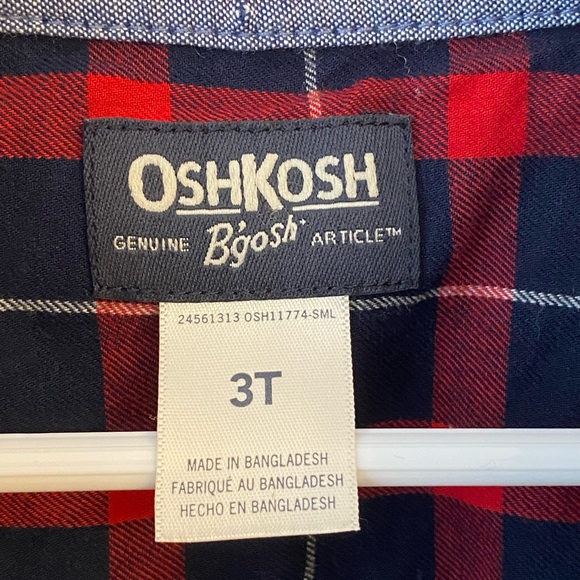 OSHKOSH
GENUINE B'gosh ARTICLE™
24561313 OSH11774-SML
3T
MADE IN BANGLADESH
FABRIQUÉ AU BANGLADESH
HECHO EN BANGLADESH